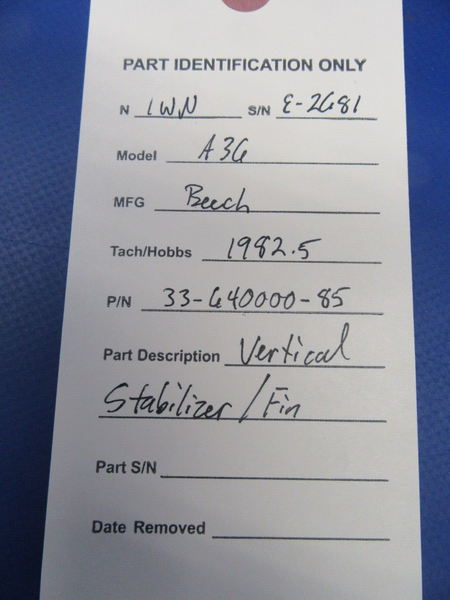 PART IDENTIFICATION ONLY
N 1WN S/N E-2681
Model A36
MFG Beech
Tach/Hobbs 1982.5
P/N 33-640000-85
Part Description Vertical
Stabilizer/Fin
Part S/N
Date Removed